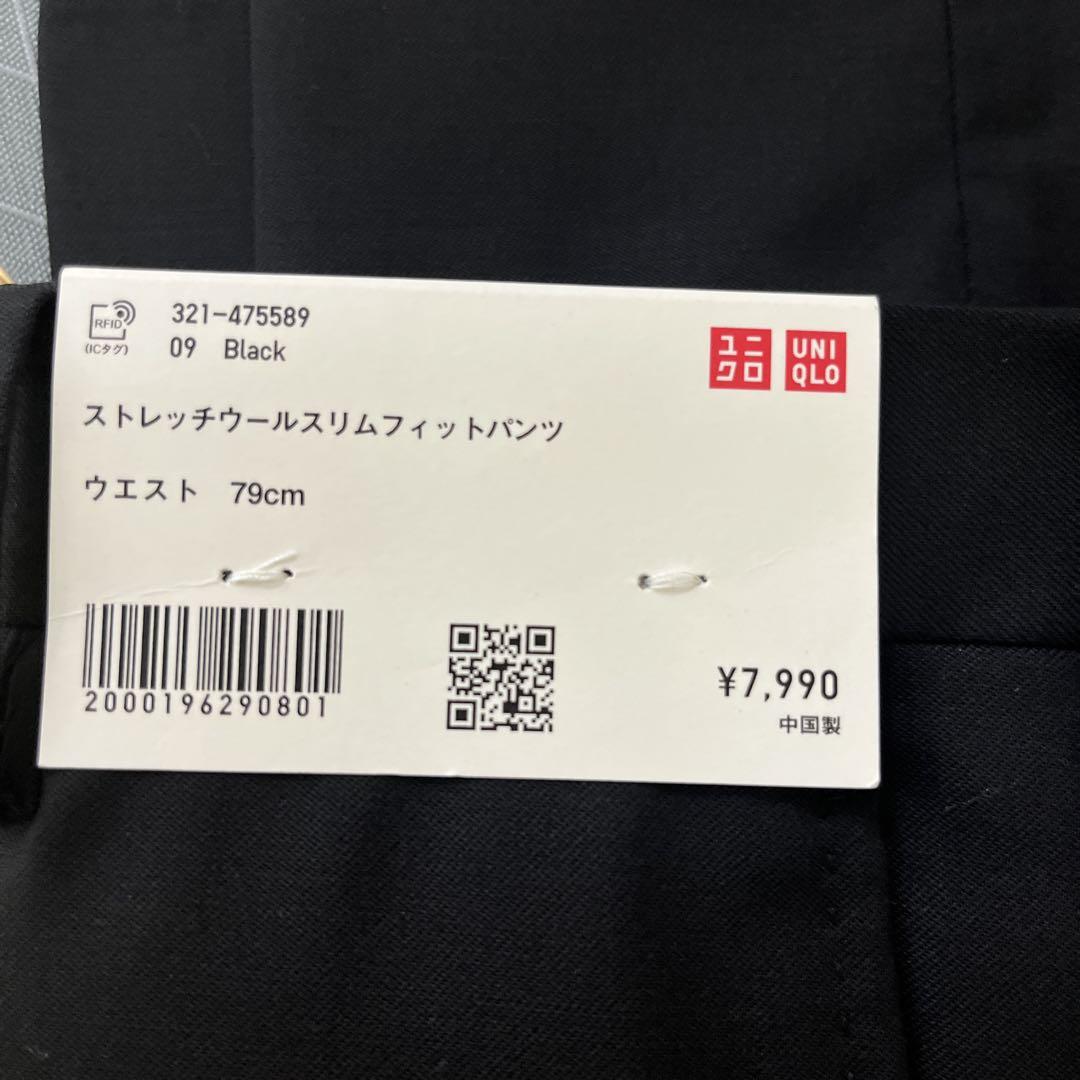 RFID
(ICタグ)
321-475589
09 Black
ユニ
クロ
UNI
QLO
ストレッチウールスリムフィットパンツ
ウエスト 79cm
2000196290801
¥7,990
中国製